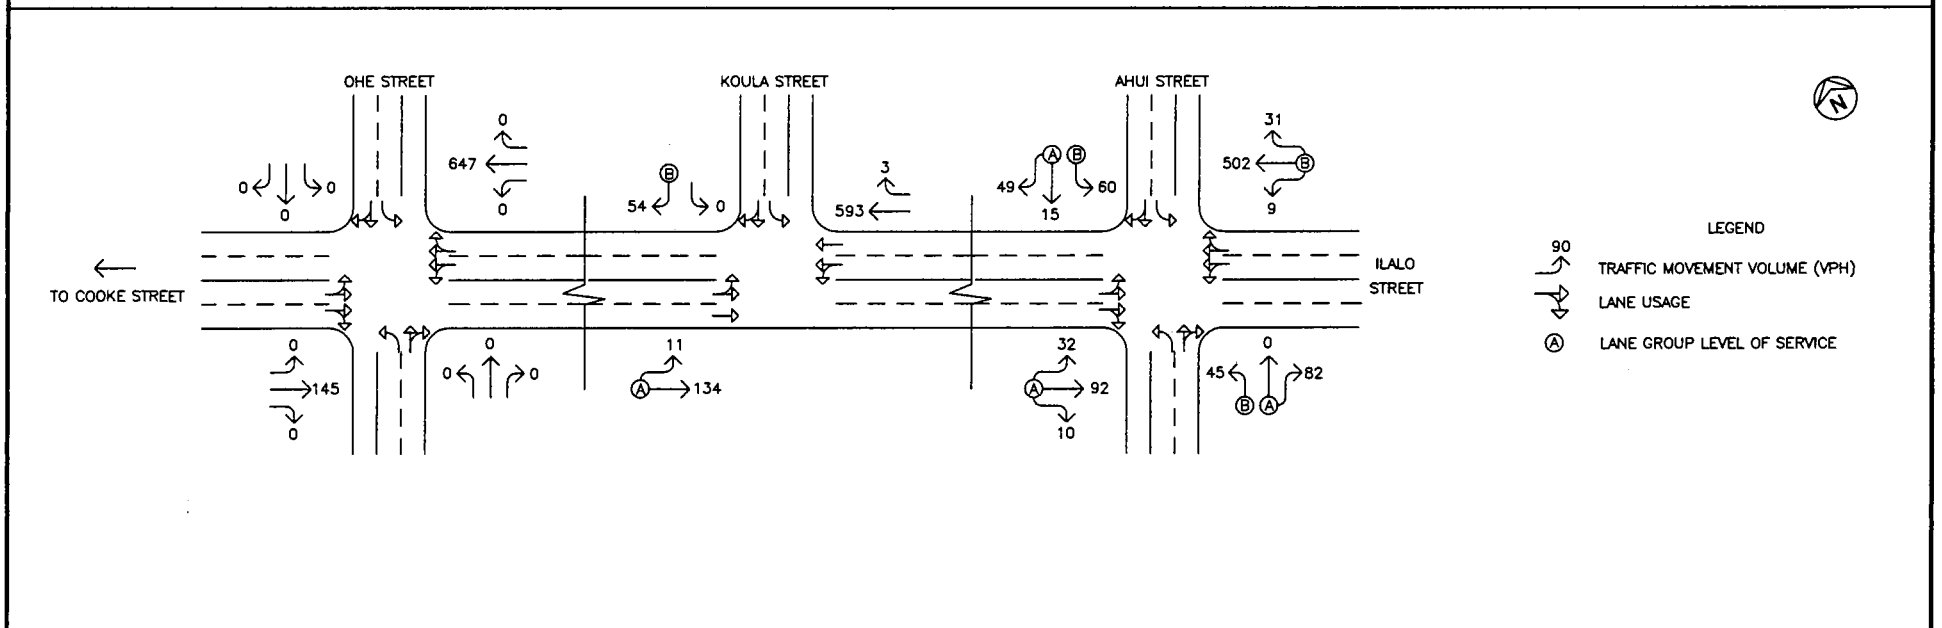 OHE STREET
KOULA STREET
AHUI STREET
N
0
647
0
0
0
0
B
54
0
3
593
A
B
49
15
60
31
502
B
9
LEGEND
90
TRAFFIC MOVEMENT VOLUME (VPH)
LANE USAGE
A
LANE GROUP LEVEL OF SERVICE
TO COOKE STREET
ILALO
STREET
0
145
0
0
0
0
11
A
134
32
A
92
10
0
45
82
B
A